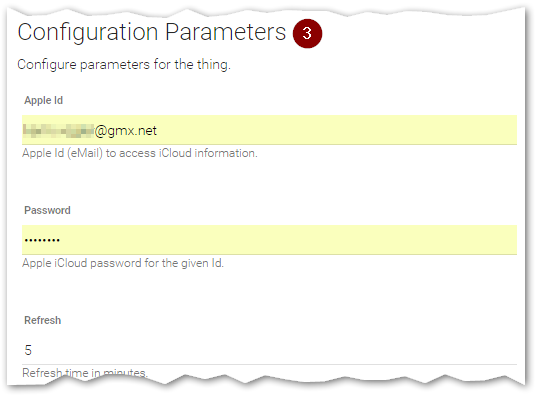 Configuration Parameters 3
Configure parameters for the thing.
Apple Id
@gmx.net
Apple Id (eMail) to access iCloud information.
Password
••••••••
Apple iCloud password for the given Id.
Refresh
5
Refresh time in minutes.